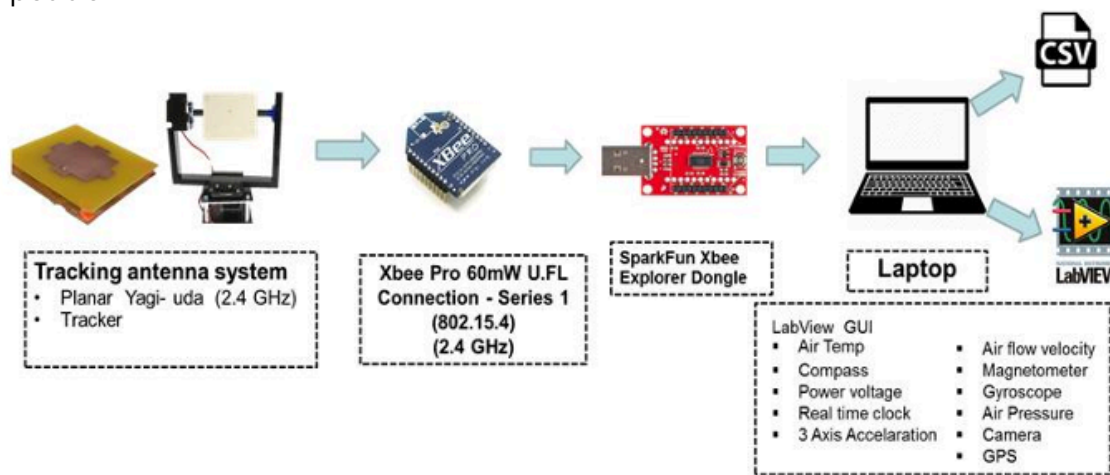 CSV
XBee
PRO
Tracking antenna system
• Planar Yagi- uda (2.4 GHz)
• Tracker
Xbee Pro 60mW U.FL
Connection - Series 1
(802.15.4)
(2.4 GHz)
SparkFun Xbee
Explorer Dongle
Laptop
LabVIEW
LabView GUI
▪ Air Temp
▪ Compass
▪ Power voltage
▪ Real time clock
▪ 3 Axis Accelaration
▪ Air flow velocity
▪ Magnetometer
▪ Gyroscope
▪ Air Pressure
▪ Camera
▪ GPS